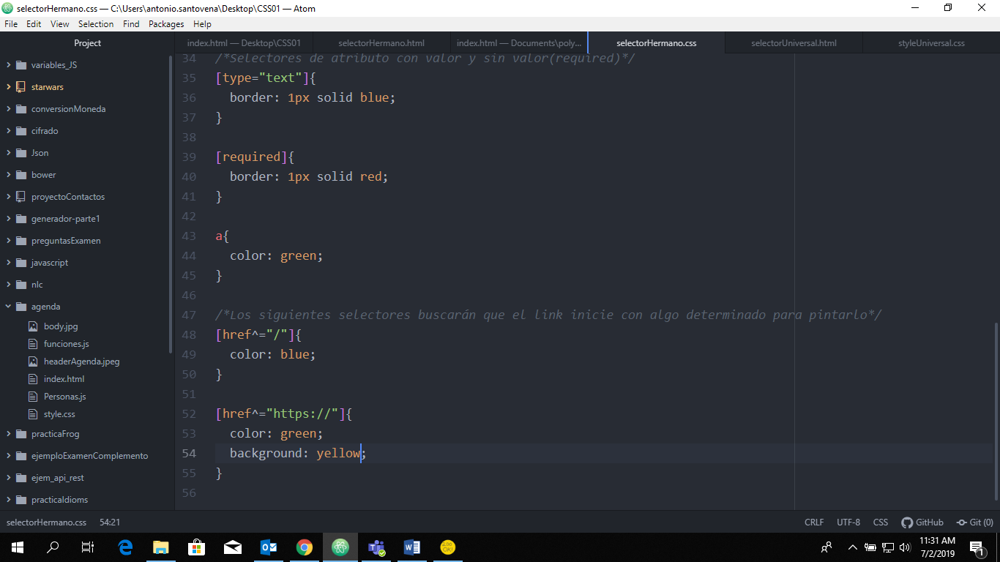 selectorHermano.css — C:\Users\antonio.santovena\Desktop\CSS01 — Atom
File Edit View Selection Find Packages Help
Project
index.html — Desktop\CSS01
selectorHermano.html
index.html — Documents\poly...
selectorHermano.css
selectorUniversal.html
styleUniversal.css
variables_JS
starwars
conversionMoneda
cifrado
Json
bower
proyectoContactos
generador-parte1
preguntasExamen
javascript
nlc
agenda
body.jpg
funciones.js
headerAgenda.jpeg
index.html
Personas.js
style.css
practicaFrog
ejemploExamenComplemento
ejem_api_rest
practicaIdioms
34 /*Selectores de atributo con valor y sin valor(required)*/
35 [type="text"]{
36 border: 1px solid blue;
37 }
38
39 [required]{
40 border: 1px solid red;
41 }
42
43 a{
44 color: green;
45 }
46
47 /*Los siguientes selectores buscarán que el link inicie con algo determinado para pintarlo*/
48 [href^="/"]{
49 color: blue;
50 }
51
52 [href^="https://"]{
53 color: green;
54 background: yellow;
55 }
56
selectorHermano.css 54:21
CRLF UTF-8 CSS GitHub Git (0)
11:31 AM
7/2/2019
1